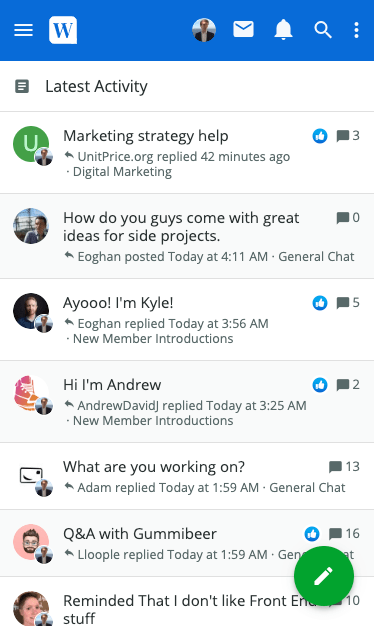 W
Latest Activity
U
Marketing strategy help
3
UnitPrice.org replied 42 minutes ago
· Digital Marketing
How do you guys come with great
0
ideas for side projects.
Eoghan posted Today at 4:11 AM · General Chat
Ayooo! I'm Kyle!
5
Eoghan replied Today at 3:56 AM
· New Member Introductions
Hi I'm Andrew
2
AndrewDavidJ replied Today at 3:25 AM
· New Member Introductions
What are you working on?
13
Adam replied Today at 1:59 AM · General Chat
Q&A with Gummibeer
16
Lloople replied Today at 1:59 AM · General Chat
Reminded That I don't like Front End
10
stuff